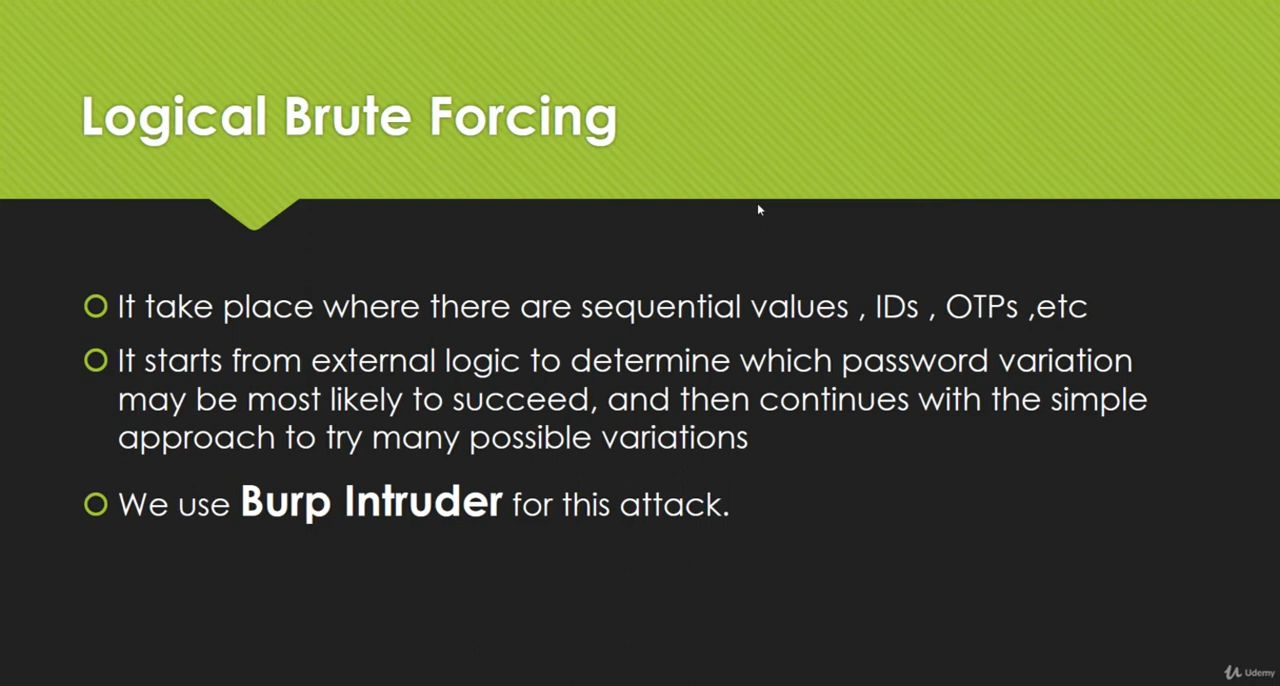 Logical Brute Forcing
It take place where there are sequential values , IDs , OTPs ,etc
It starts from external logic to determine which password variation
may be most likely to succeed, and then continues with the simple
approach to try many possible variations
We use Burp Intruder for this attack.
Udemy